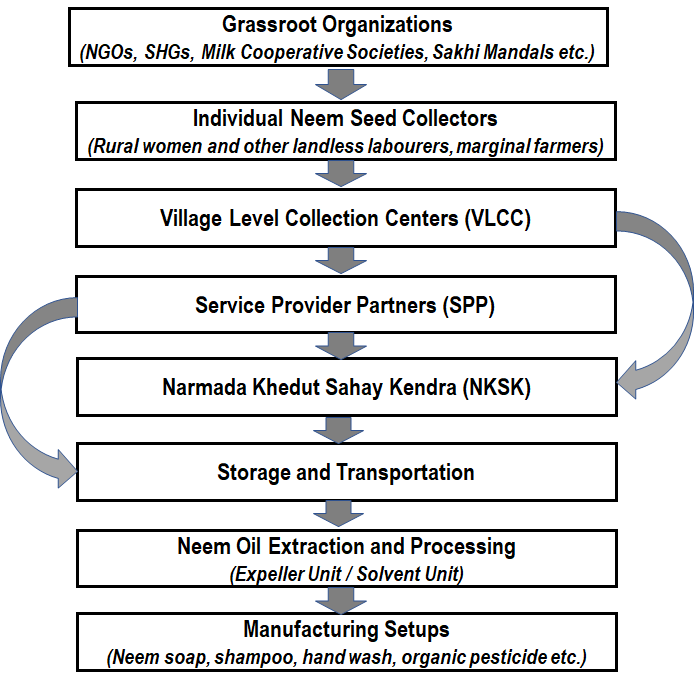 Grassroot Organizations
(NGOs, SHGs, Milk Cooperative Societies, Sakhi Mandals etc.)
Individual Neem Seed Collectors
(Rural women and other landless labourers, marginal farmers)
Village Level Collection Centers (VLCC)
Service Provider Partners (SPP)
Narmada Khedut Sahay Kendra (NKSK)
Storage and Transportation
Neem Oil Extraction and Processing
(Expeller Unit / Solvent Unit)
Manufacturing Setups
(Neem soap, shampoo, hand wash, organic pesticide etc.)